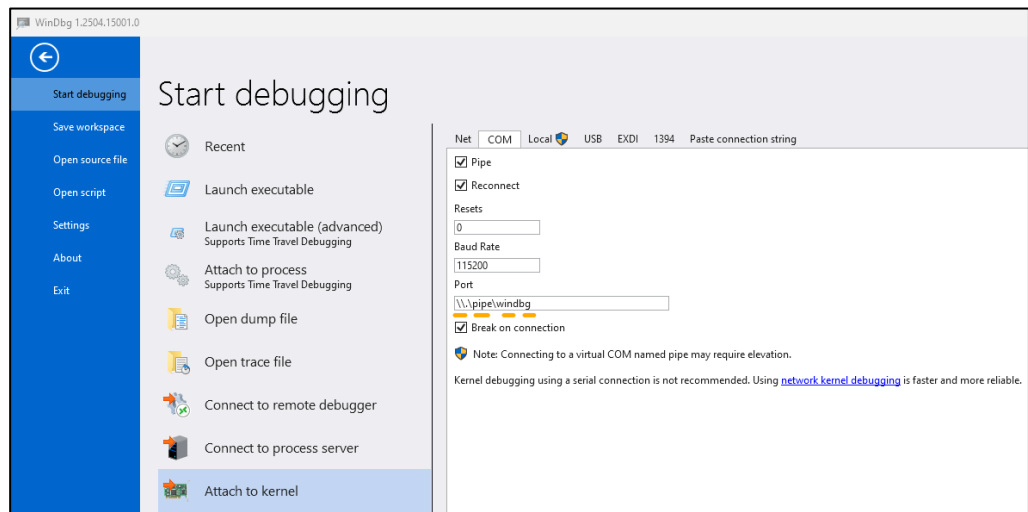 WinDbg 1.2504.15001.0
Start debugging
Save workspace
Open source file
Open script
Settings
About
Exit
Start debugging
Recent
Launch executable
Launch executable (advanced)
Supports Time Travel Debugging
Attach to process
Supports Time Travel Debugging
Open dump file
Open trace file
Connect to remote debugger
Connect to process server
Attach to kernel
Net COM Local USB EXDI 1394 Paste connection string
Pipe
Reconnect
Resets
0
Baud Rate
115200
Port
\\.\pipe\windbg
Break on connection
Note: Connecting to a virtual COM named pipe may require elevation.
Kernel debugging using a serial connection is not recommended. Using network kernel debugging is faster and more reliable.